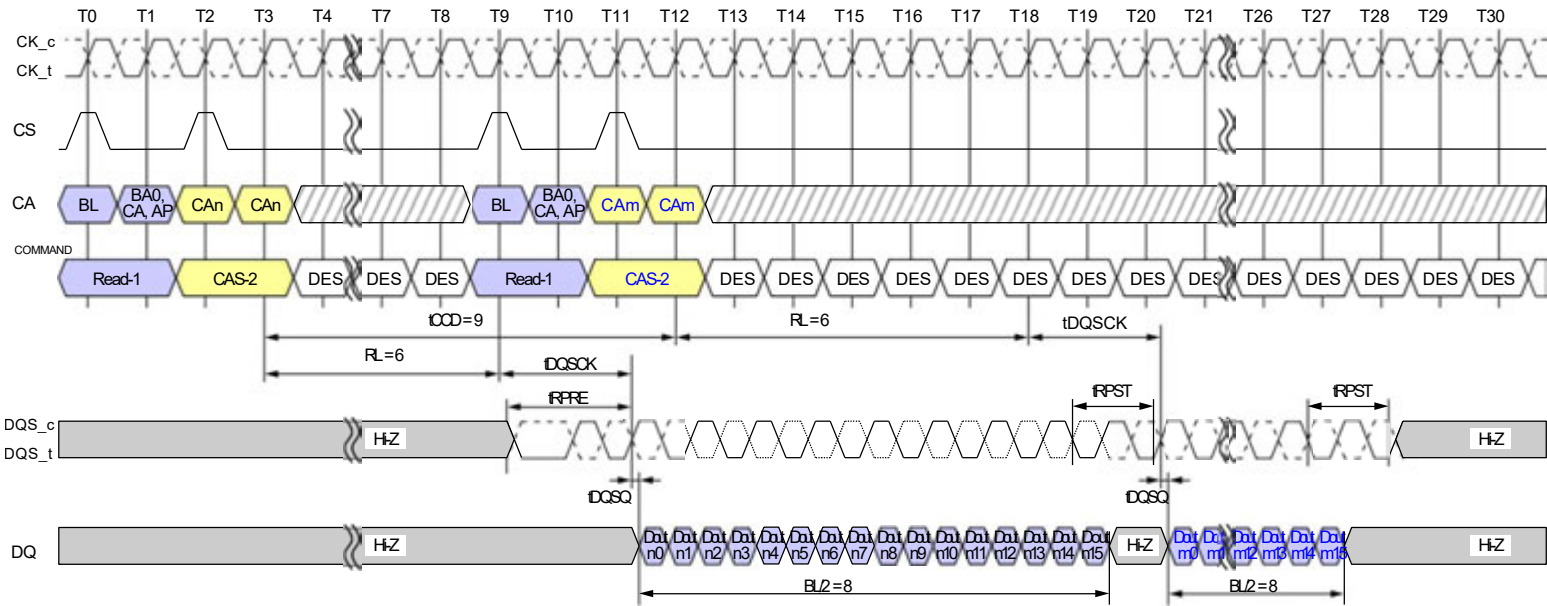 T0 T1 T2 T3 T4 T7 T8 T9 T10 T11 T12 T13 T14 T15 T16 T17 T18 T19 T20 T21 T26 T27 T28 T29 T30
CK_c
CK_t
CS
CA BL BA0, CA, AP CAn CAn BL BA0, CA, AP CAm CAm
COMMAND
Read-1 CAS-2 DES DES DES Read-1 CAS-2 DES DES DES DES DES DES DES DES DES DES DES DES DES DES
tCCD = 9 RL = 6 tDQSCK
RL = 6 tDQSCK
tRPRE tRPST tRPST
DQS_c
DQS_t
Hi-Z Hi-Z
tDQSQ tDQSQ
DQ Hi-Z Dout n0 Dout n1 Dout n2 Dout n3 Dout n4 Dout n5 Dout n6 Dout n7 Dout n8 Dout n9 Dout n10 Dout n11 Dout n12 Dout n13 Dout n14 Dout n15 Hi-Z Dout m0 Dout m1 Dout m12 Dout m13 Dout m14 Dout m15 Hi-Z
BL/2 = 8 BL/2 = 8